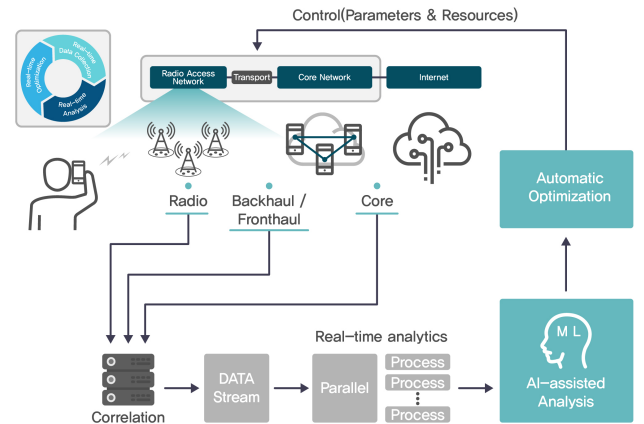 Control(Parameters & Resources)
Real-time
Data Collection
Real-time
Optimization
Real-time
Analysis
Radio Access
Network
Transport
Core Network
Internet
Radio
Backhaul /
Fronthaul
Core
Automatic
Optimization
Real-time analytics
M L
AI-assisted
Analysis
Correlation
DATA
Stream
Parallel
Process
Process
Process